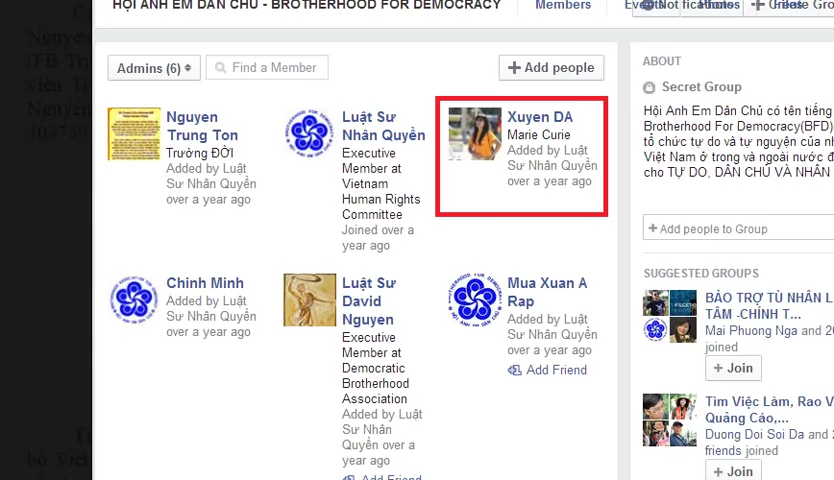 HỘI ANH EM DÂN CHỦ - BROTHERHOOD FOR DEMOCRACY
Members
Events
Notifications
Photos
Files
Create Gro
Admins (6)
Find a Member
Add people
Nguyen
Trung Ton
Trường ĐỜI
Added by Luật
Sư Nhân Quyền
over a year ago
Luật Sư
Nhân Quyền
Executive
Member at
Vietnam
Human Rights
Committee
Joined over a
year ago
Xuyen DA
Marie Curie
Added by Luật
Sư Nhân Quyền
over a year ago
Chinh Minh
Added by Luật
Sư Nhân Quyền
over a year ago
Luật Sư
David
Nguyen
Executive
Member at
Democratic
Brotherhood
Association
Added by Luật
Sư Nhân
Quyền over a
year ago
Add Friend
Mua Xuan A
Rap
Added by Luật
Sư Nhân Quyền
over a year ago
Add Friend
ABOUT
Secret Group
Hội Anh Em Dân Chủ có tên tiếng
Brotherhood For Democracy(BFD)
tổ chức tự do và tự nguyện của nh
Việt Nam ở trong và ngoài nước đ
cho TỰ DO, DÂN CHỦ VÀ NHÂN
Add people to Group
SUGGESTED GROUPS
BẢO TRỢ TÙ NHÂN L
TÂM -CHÍNH T...
Mai Phuong Nga and 20
joined
Join
Tìm Việc Làm, Rao V
Quảng Cáo,...
Duong Doi Soi Da and 2
friends joined
Join